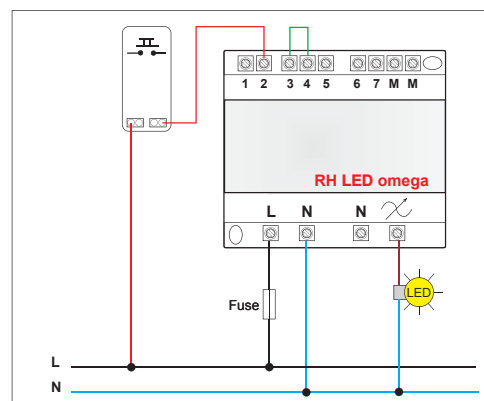 1 2 3 4 5 6 7 M M
RH LED omega
L N N
LED
Fuse
L
N